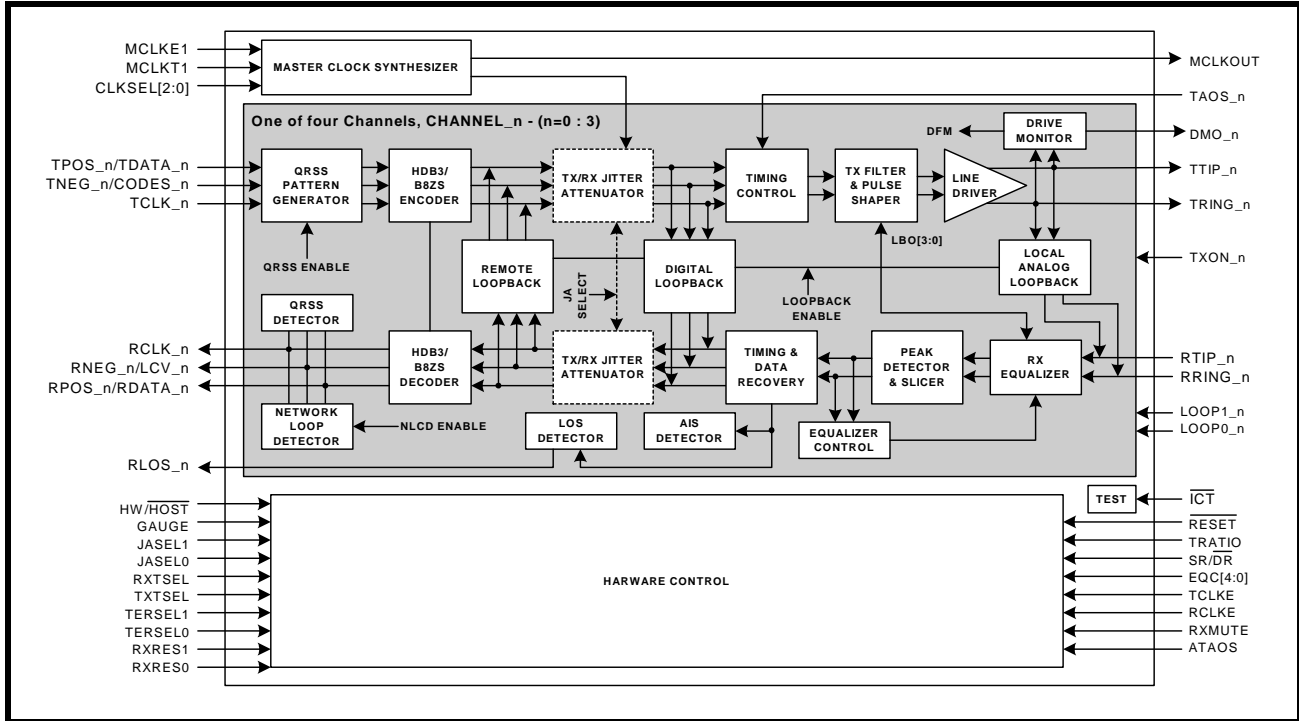 MCLKE1
MCLKT1
CLKSEL[2:0]
MASTER CLOCK SYNTHESIZER
MCLKOUT
TAOS_n
One of four Channels, CHANNEL_n - (n=0 : 3)
DFM
DRIVE
MONITOR
DMO_n
TPOS_n/TDATA_n
TNEG_n/CODES_n
TCLK_n
QRSS
PATTERN
GENERATOR
HDB3/
B8ZS
ENCODER
TX/RX JITTER
ATTENUATOR
TIMING
CONTROL
TX FILTER
& PULSE
SHAPER
LINE
DRIVER
TTIP_n
TRING_n
QRSS ENABLE
REMOTE
LOOPBACK
JA
SELECT
DIGITAL
LOOPBACK
LBO[3:0]
LOOPBACK
ENABLE
LOCAL
ANALOG
LOOPBACK
TXON_n
QRSS
DETECTOR
RCLK_n
RNEG_n/LCV_n
RPOS_n/RDATA_n
HDB3/
B8ZS
DECODER
TX/RX JITTER
ATTENUATOR
TIMING &
DATA
RECOVERY
PEAK
DETECTOR
& SLICER
RX
EQUALIZER
RTIP_n
RRING_n
NETWORK
LOOP
DETECTOR
NLCD ENABLE
LOS
DETECTOR
AIS
DETECTOR
EQUALIZER
CONTROL
LOOP1_n
LOOP0_n
RLOS_n
TEST
ICT
HW/HOST
GAUGE
JASEL1
JASEL0
RXTSEL
TXTSEL
TERSEL1
TERSEL0
RXRES1
RXRES0
HARWARE CONTROL
RESET
TRATIO
SR/DR
EQC[4:0]
TCLKE
RCLKE
RXMUTE
ATAOS